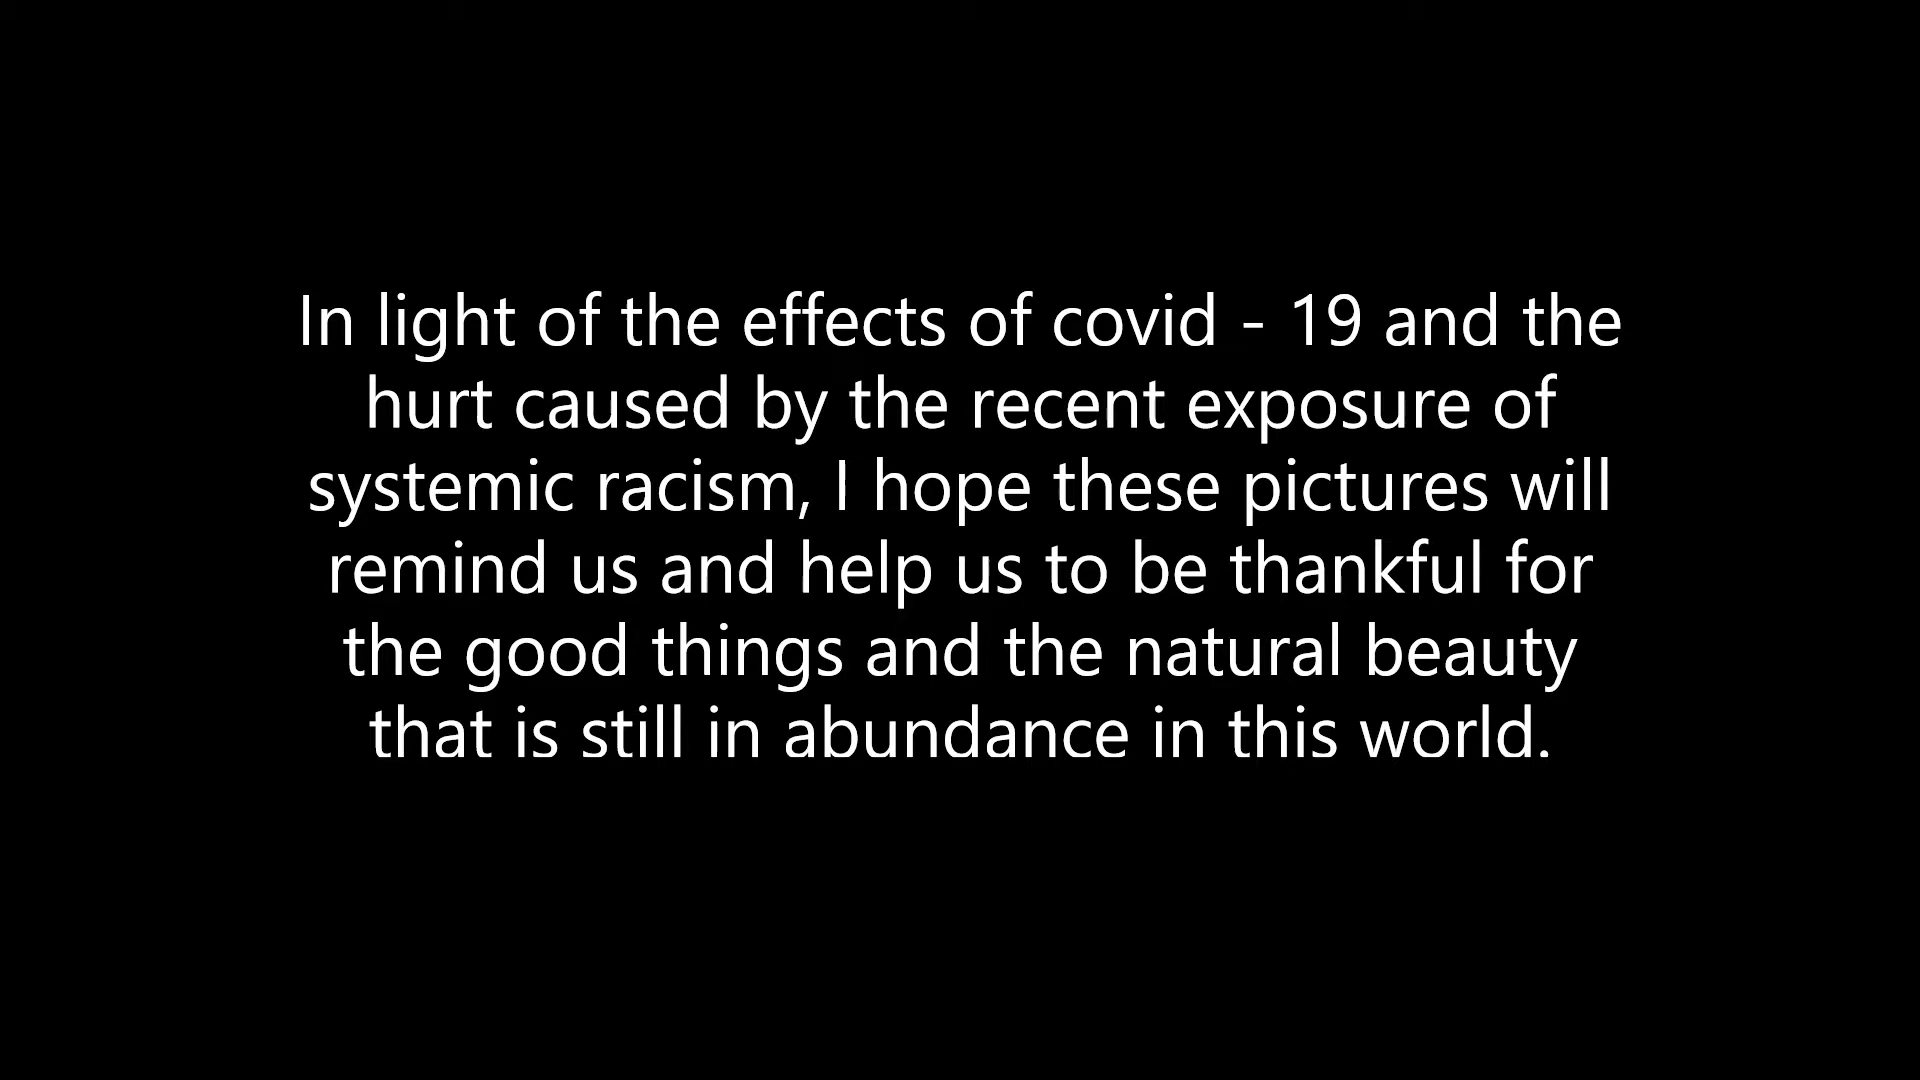 In light of the effects of covid - 19 and the
hurt caused by the recent exposure of
systemic racism, I hope these pictures will
remind us and help us to be thankful for
the good things and the natural beauty
that is still in abundance in this world.